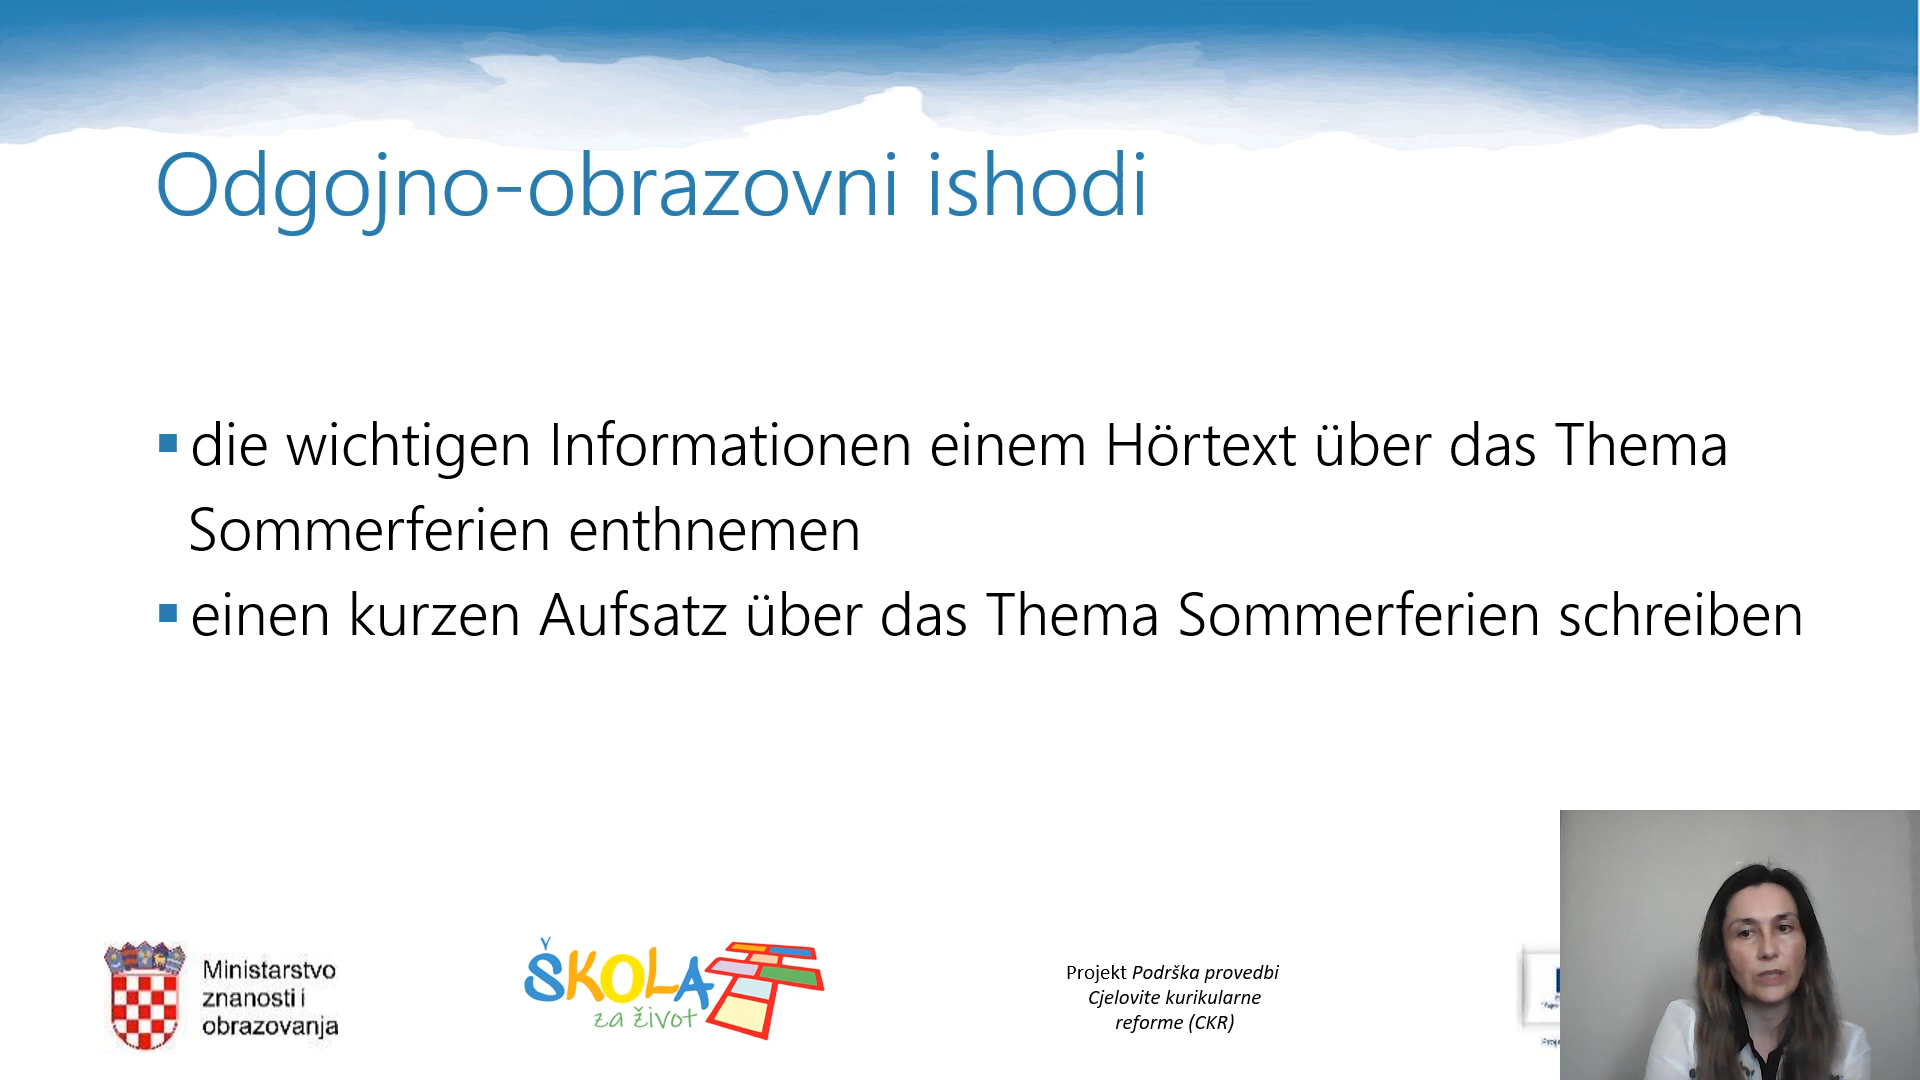 Odgojno-obrazovni ishodi
▪ die wichtigen Informationen einem Hörtext über das Thema
Sommerferien enthnemen
▪ einen kurzen Aufsatz über das Thema Sommerferien schreiben
Ministarstvo
znanosti i
obrazovanja
ŠKOLA
za život
Projekt Podrška provedbi
Cjelovite kurikularne
reforme (CKR)